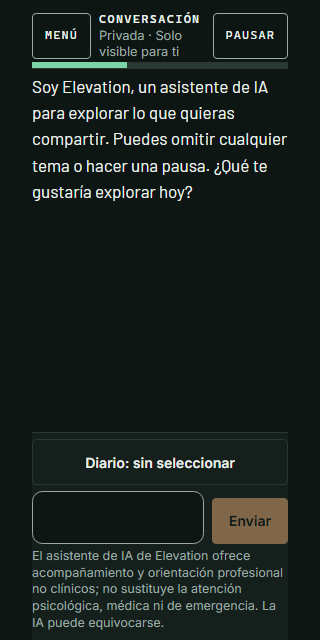 MENÚ
CONVERSACIÓN
Privada · Solo
visible para ti
PAUSAR
Soy Elevation, un asistente de IA
para explorar lo que quieras
compartir. Puedes omitir cualquier
tema o hacer una pausa. ¿Qué te
gustaría explorar hoy?
Diario: sin seleccionar
Enviar
El asistente de IA de Elevation ofrece
acompañamiento y orientación profesional
no clínicos; no sustituye la atención
psicológica, médica ni de emergencia. La
IA puede equivocarse.